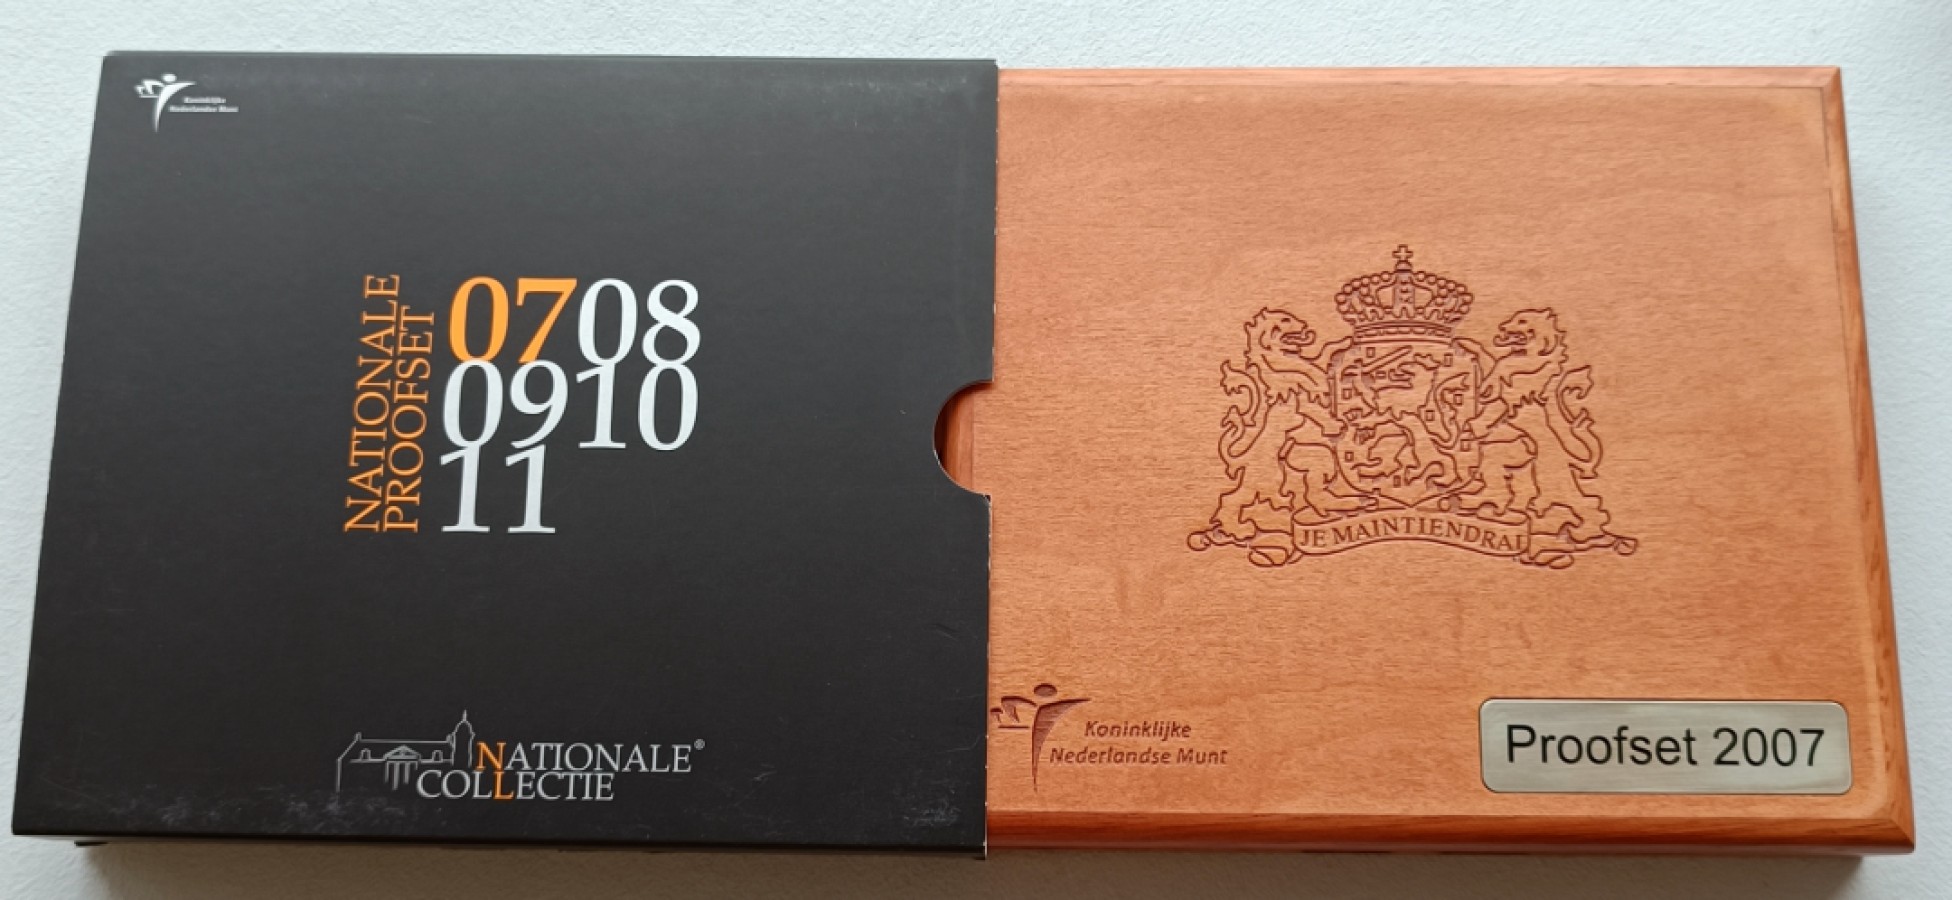 Koninklijke
Nederlandse Munt
NATIONALE
PROOFSET
0708
0910
11
NATIONALE®
COLLECTIE
JE MAINTIENDRAI
Koninklijke
Nederlandse Munt
Proofset 2007